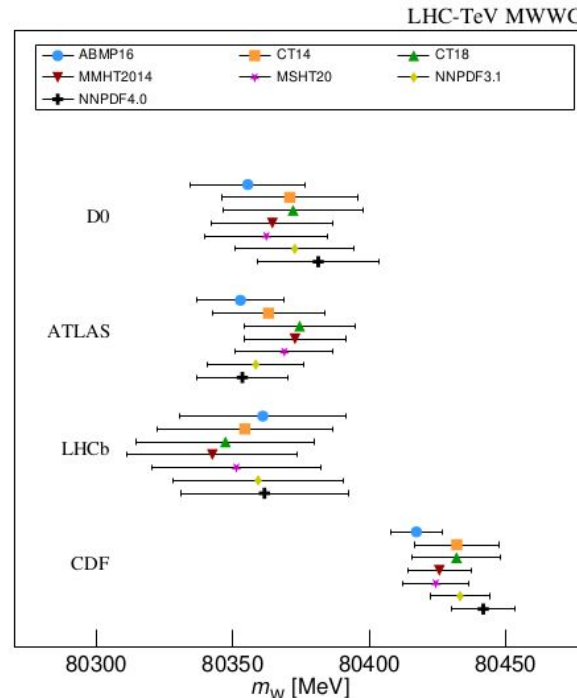 LHC-TeV MWWG
ABMP16 CT14 CT18
MMHT2014 MSHT20 NNPDF3.1
NNPDF4.0
D0
ATLAS
LHCb
CDF
80300 80350 80400 80450
m_W [MeV]